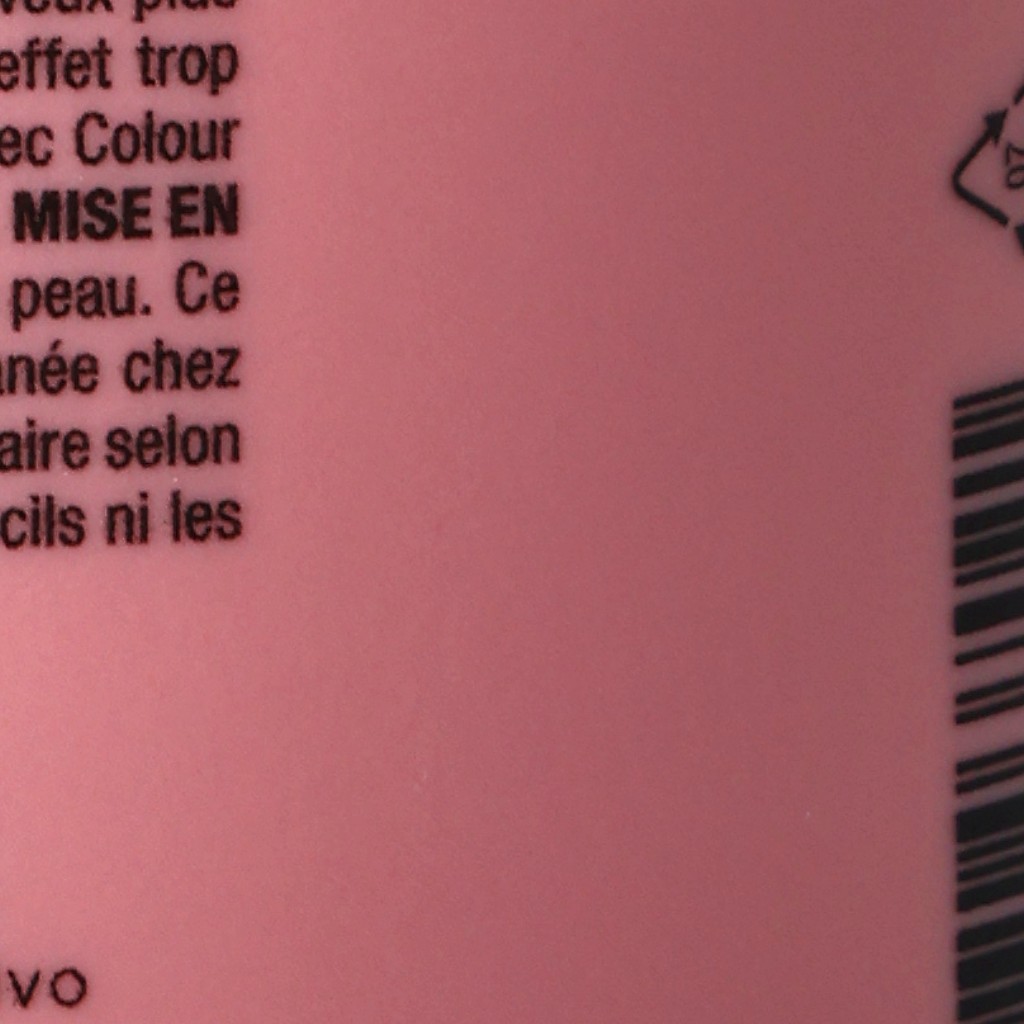 effet trop
ec Colour
MISE EN
peau. Ce
née chez
aire selon
cils ni les
vo